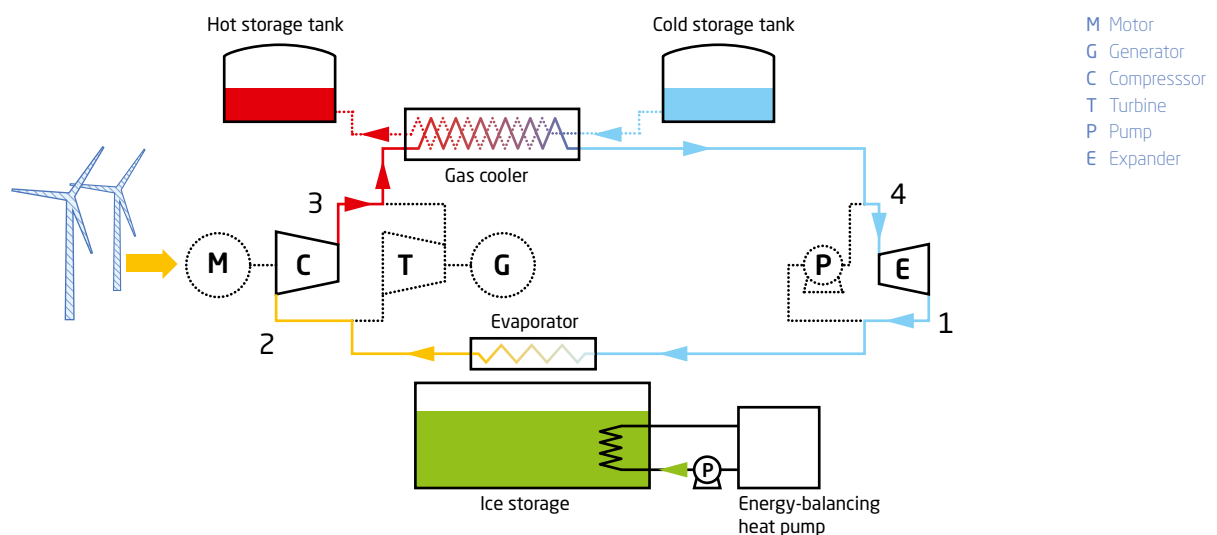 Hot storage tank
Cold storage tank
M Motor
G Generator
C Compresssor
T Turbine
P Pump
E Expander
Gas cooler
3
4
M
C
T
G
P
E
2
Evaporator
1
P
Ice storage
Energy-balancing
heat pump